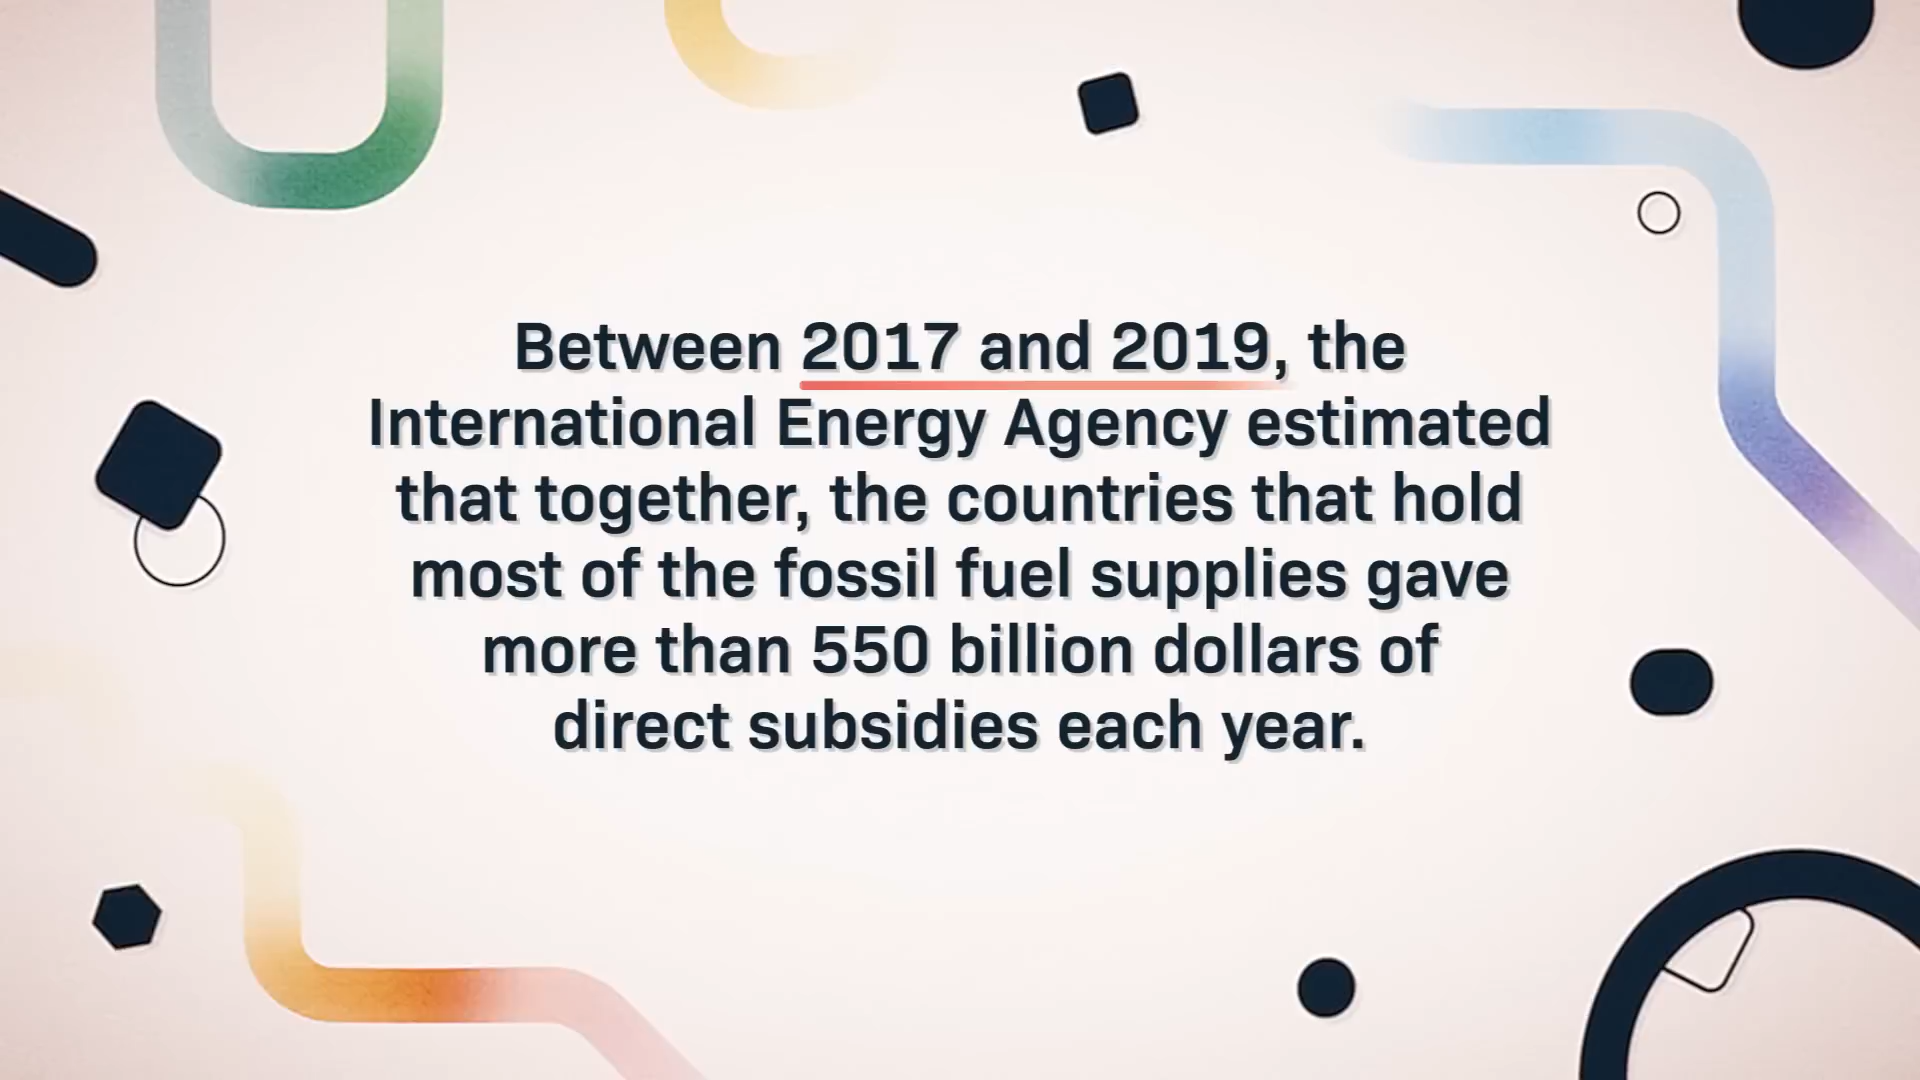 Between 2017 and 2019, the
International Energy Agency estimated
that together, the countries that hold
most of the fossil fuel supplies gave
more than 550 billion dollars of
direct subsidies each year.